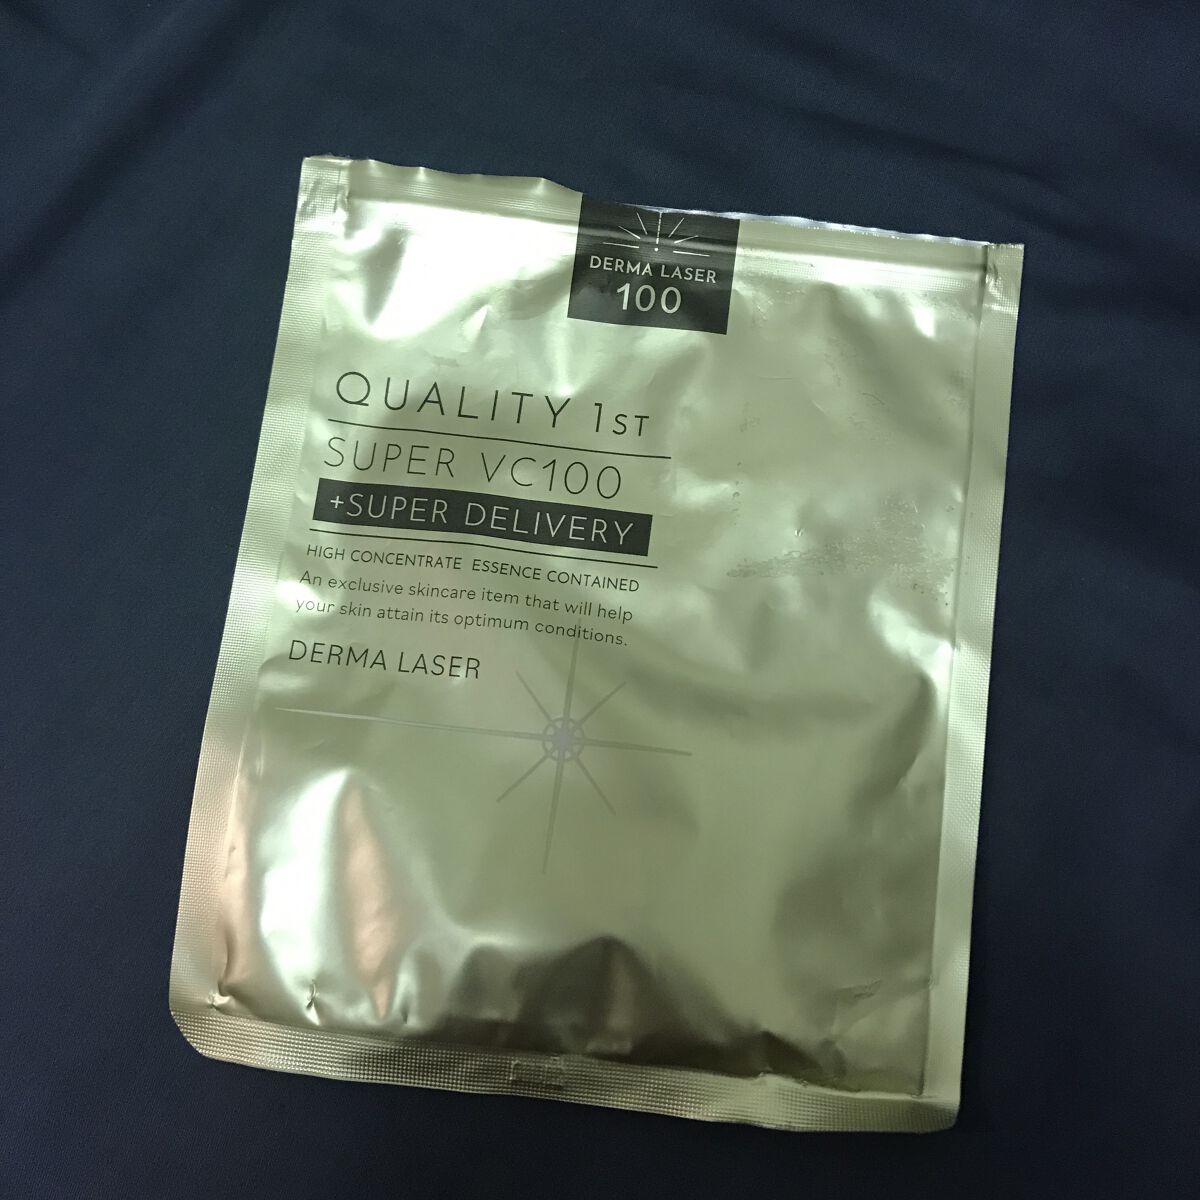 DERMA LASER
100
QUALITY 1ST
SUPER VC100
+SUPER DELIVERY
HIGH CONCENTRATE ESSENCE CONTAINED
An exclusive skincare item that will help
your skin attain its optimum conditions.
DERMA LASER